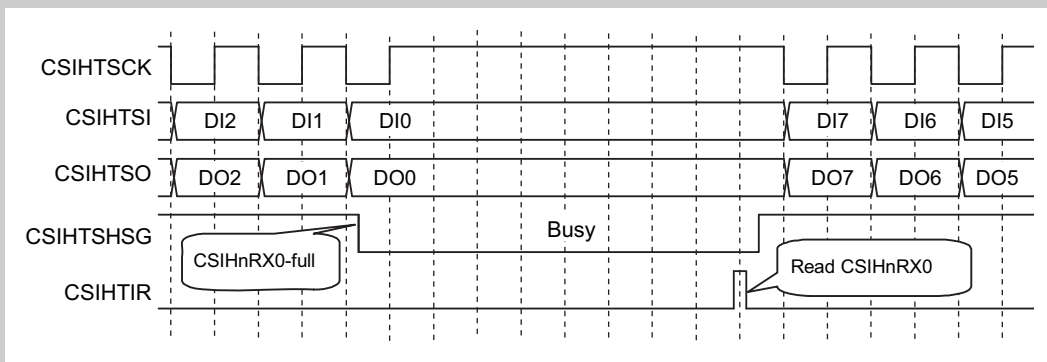 CSIHTSCK
CSIHTSI DI2 DI1 DI0 DI7 DI6 DI5
CSIHTSO DO2 DO1 DO0 DO7 DO6 DO5
CSIHTSHSG Busy
CSIHnRX0-full Read CSIHnRX0
CSIHTIR